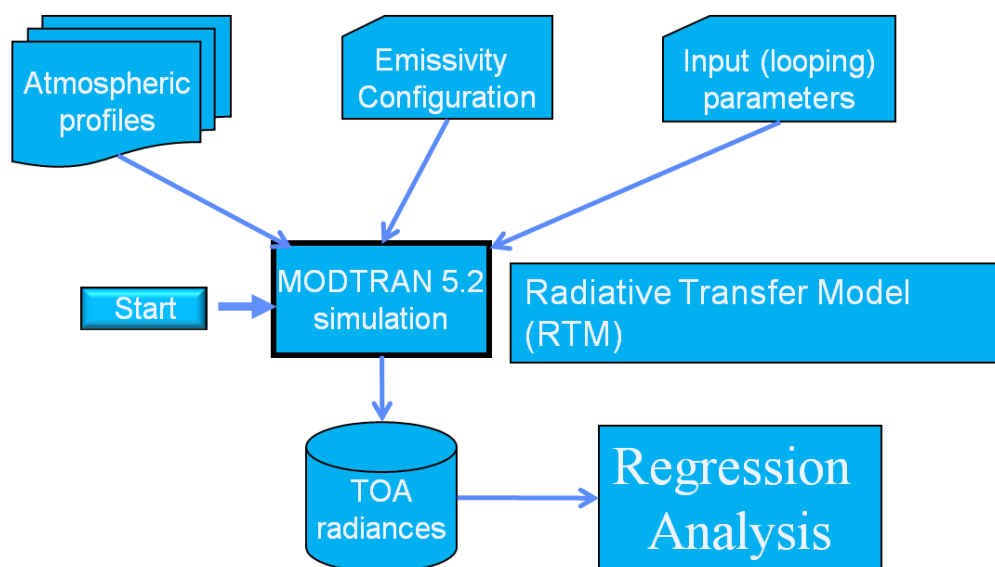 Atmospheric
profiles
Emissivity
Configuration
Input (looping)
parameters
Start
MODTRAN 5.2
simulation
Radiative Transfer Model
(RTM)
TOA
radiances
Regression
Analysis